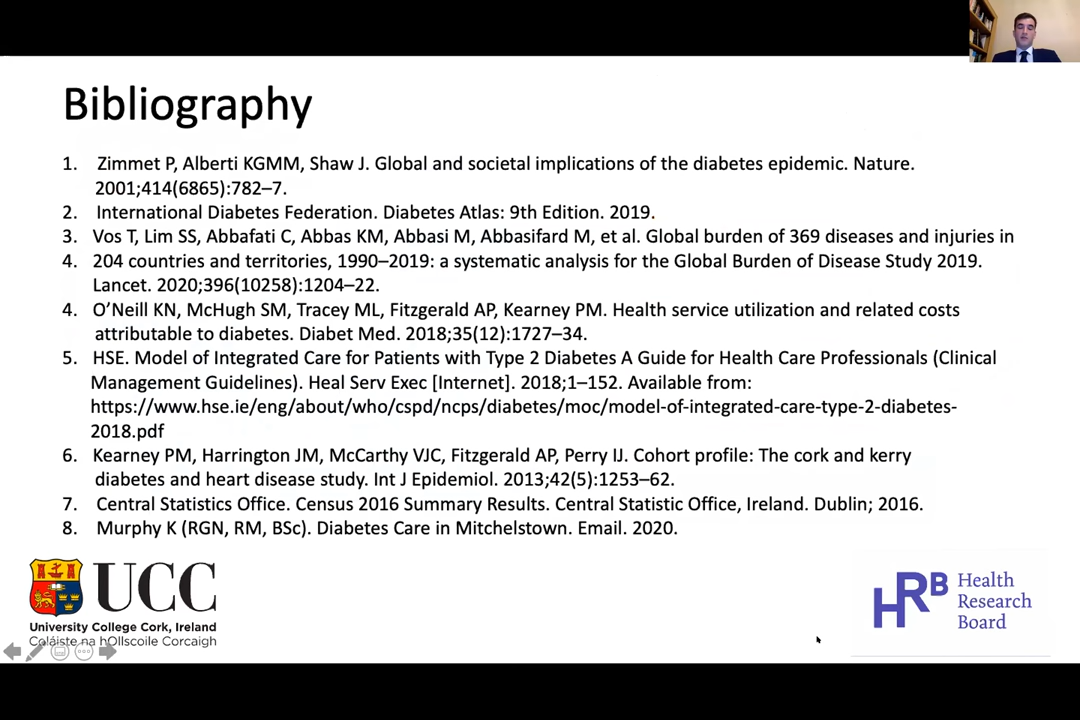 Bibliography
1. Zimmet P, Alberti KGMM, Shaw J. Global and societal implications of the diabetes epidemic. Nature.
2001;414(6865):782–7.
2. International Diabetes Federation. Diabetes Atlas: 9th Edition. 2019.
3. Vos T, Lim SS, Abbafati C, Abbas KM, Abbasi M, Abbasifard M, et al. Global burden of 369 diseases and injuries in
4. 204 countries and territories, 1990–2019: a systematic analysis for the Global Burden of Disease Study 2019.
Lancet. 2020;396(10258):1204–22.
4. O’Neill KN, McHugh SM, Tracey ML, Fitzgerald AP, Kearney PM. Health service utilization and related costs
attributable to diabetes. Diabet Med. 2018;35(12):1727–34.
5. HSE. Model of Integrated Care for Patients with Type 2 Diabetes A Guide for Health Care Professionals (Clinical
Management Guidelines). Heal Serv Exec [Internet]. 2018;1–152. Available from:
https://www.hse.ie/eng/about/who/cspd/ncps/diabetes/moc/model-of-integrated-care-type-2-diabetes-
2018.pdf
6. Kearney PM, Harrington JM, McCarthy VJC, Fitzgerald AP, Perry IJ. Cohort profile: The cork and kerry
diabetes and heart disease study. Int J Epidemiol. 2013;42(5):1253–62.
7. Central Statistics Office. Census 2016 Summary Results. Central Statistic Office, Ireland. Dublin; 2016.
8. Murphy K (RGN, RM, BSc). Diabetes Care in Mitchelstown. Email. 2020.
UCC
University College Cork, Ireland
Coláiste na hOllscoile Corcaigh
HRB Health
Research
Board